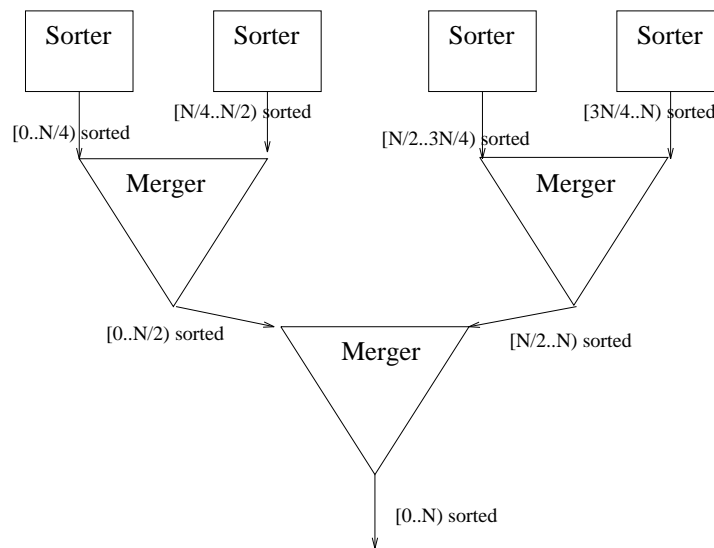 Sorter
Sorter
Sorter
Sorter
[0..N/4) sorted
[N/4..N/2) sorted
[N/2..3N/4) sorted
[3N/4..N) sorted
Merger
Merger
[0..N/2) sorted
[N/2..N) sorted
Merger
[0..N) sorted